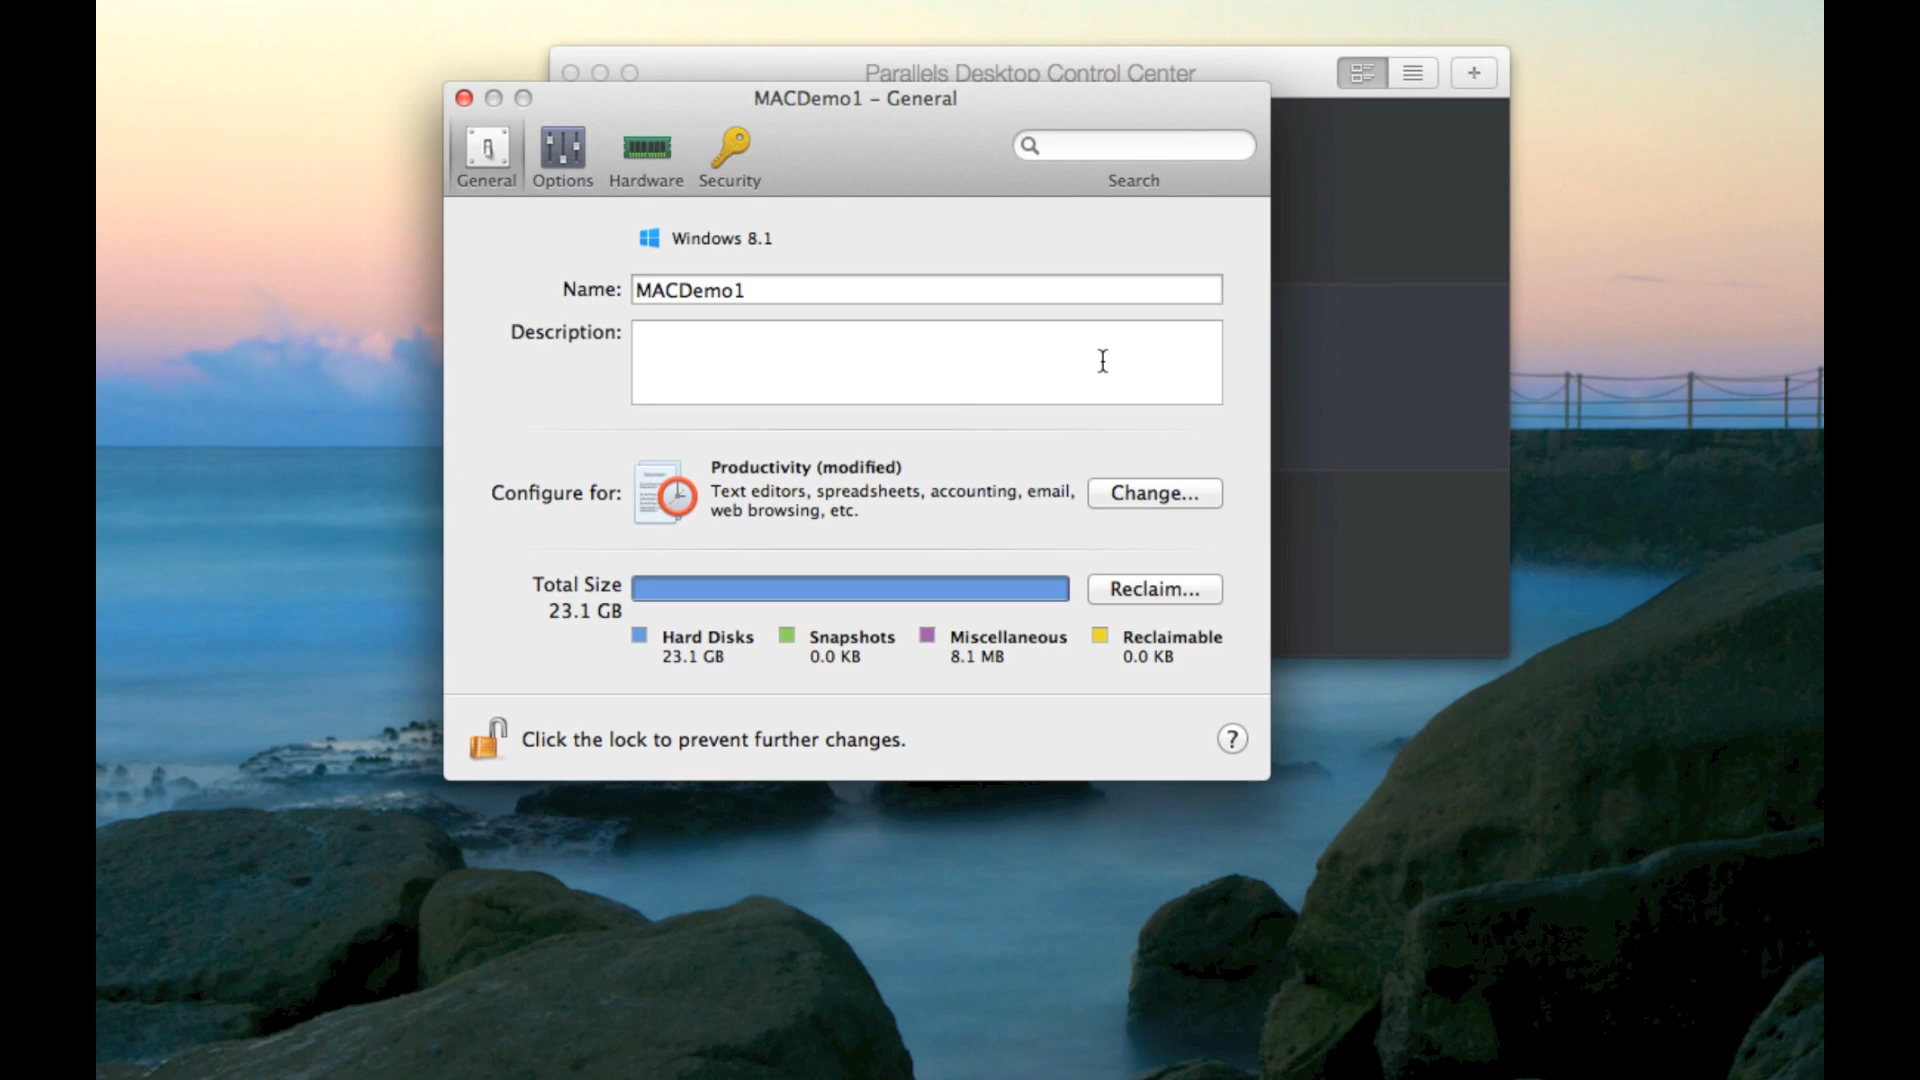 Parallels Desktop Control Center
MACDemo1 – General
General
Options
Hardware
Security
Search
Windows 8.1
Name: MACDemo1
Description:
Configure for:
Productivity (modified)
Text editors, spreadsheets, accounting, email,
web browsing, etc.
Change...
Total Size
23.1 GB
Reclaim...
Hard Disks
23.1 GB
Snapshots
0.0 KB
Miscellaneous
8.1 MB
Reclaimable
0.0 KB
Click the lock to prevent further changes.
?